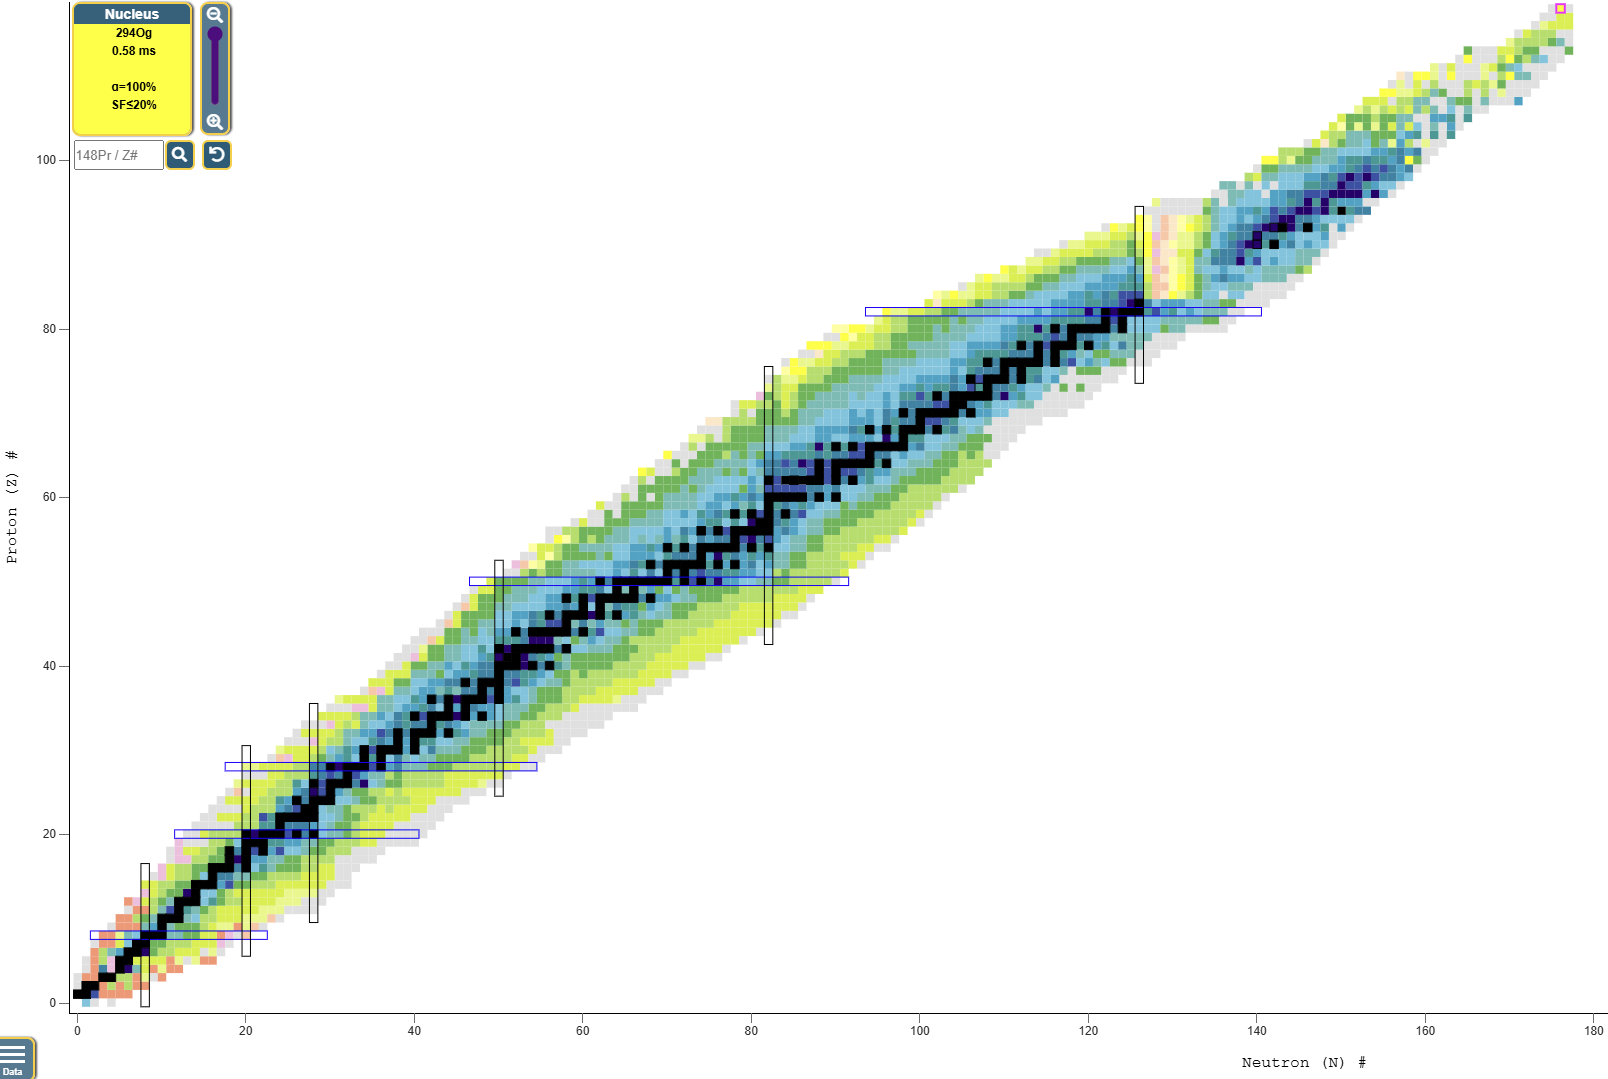 Nucleus
294Og
0.58 ms
α=100%
SF≤20%
148Pr / Z#
100
80
60
40
20
0
Proton (Z) #
0 20 40 60 80 100 120 140 160 180
Neutron (N) #
Data